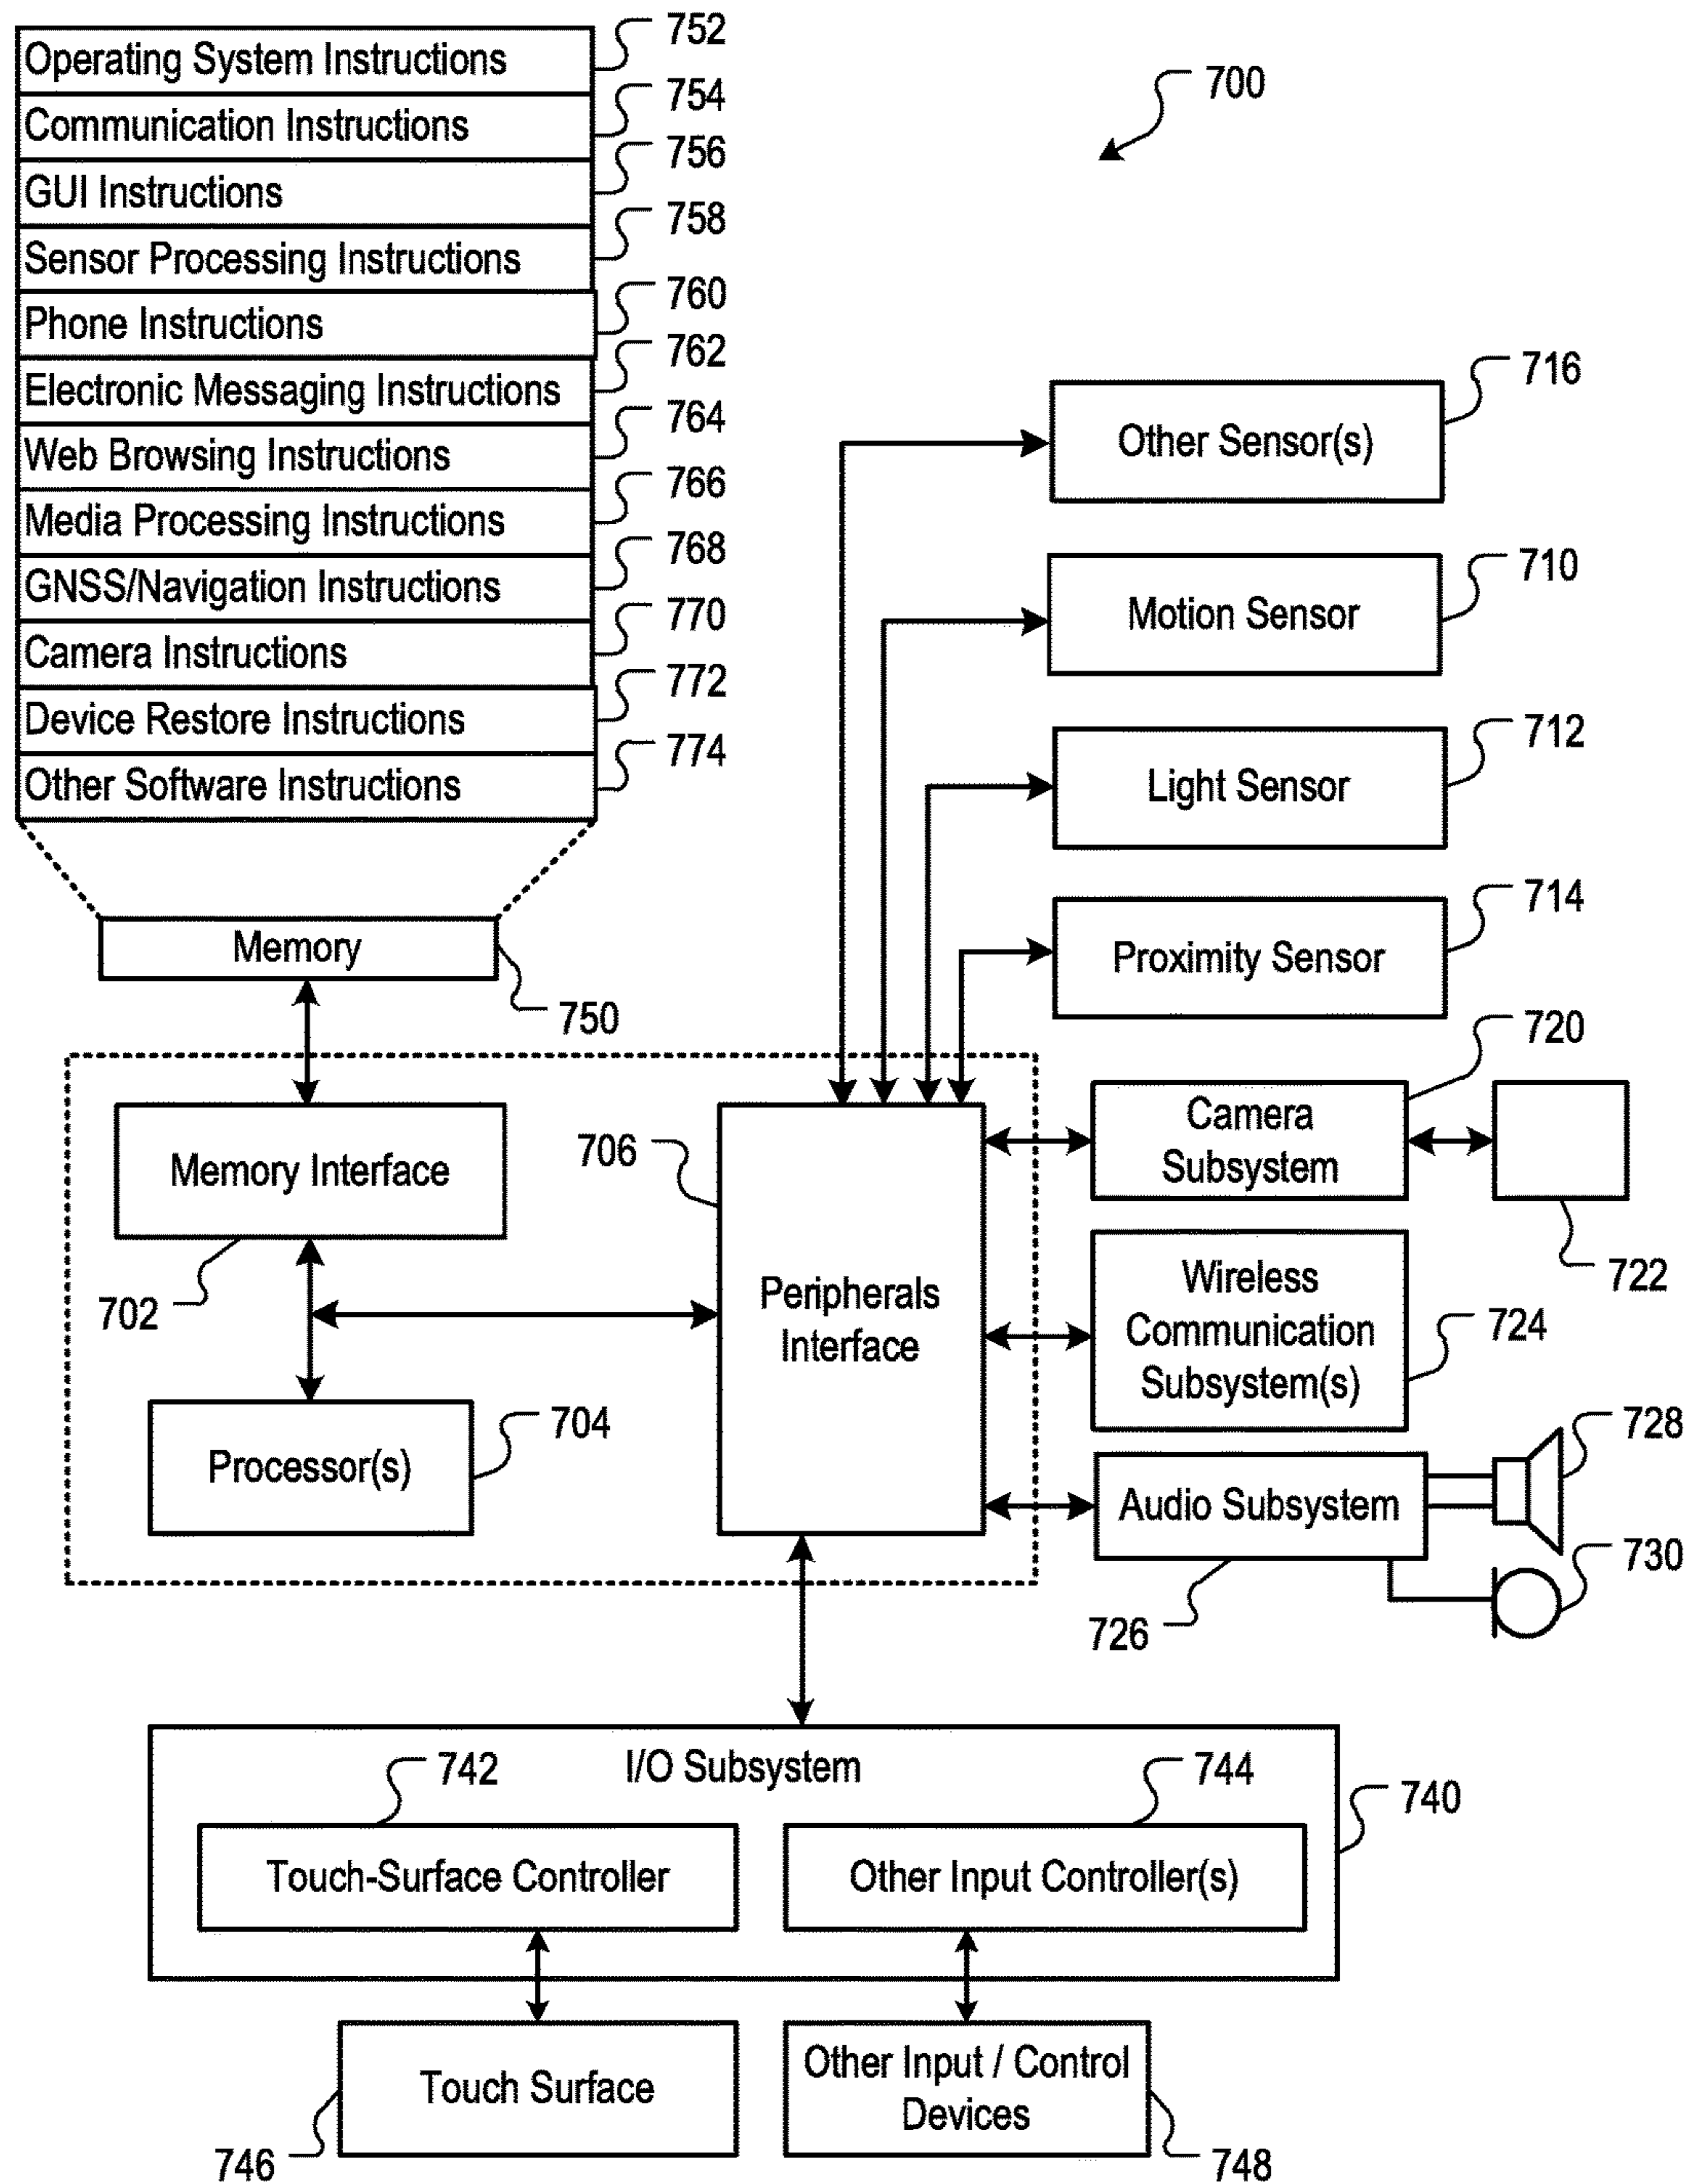 752
Operating System Instructions
700
754
Communication Instructions
756
GUI Instructions
758
Sensor Processing Instructions
760
Phone Instructions
762
Electronic Messaging Instructions
716
764
Other Sensor(s)
Web Browsing Instructions
766
Media Processing Instructions
768
710
GNSS/Navigation Instructions
Motion Sensor
770
Camera Instructions
772
Device Restore Instructions
712
774
Light Sensor
Other Software Instructions
714
Memory
Proximity Sensor
750
720
Camera
Subsystem
706
Memory Interface
722
Wireless
Communication
Subsystem(s)
724
Peripherals
Interface
702
704
728
Processor(s)
Audio Subsystem
730
726
I/O Subsystem
742
744
740
Touch-Surface Controller
Other Input Controller(s)
Touch Surface
Other Input / Control
Devices
746
748